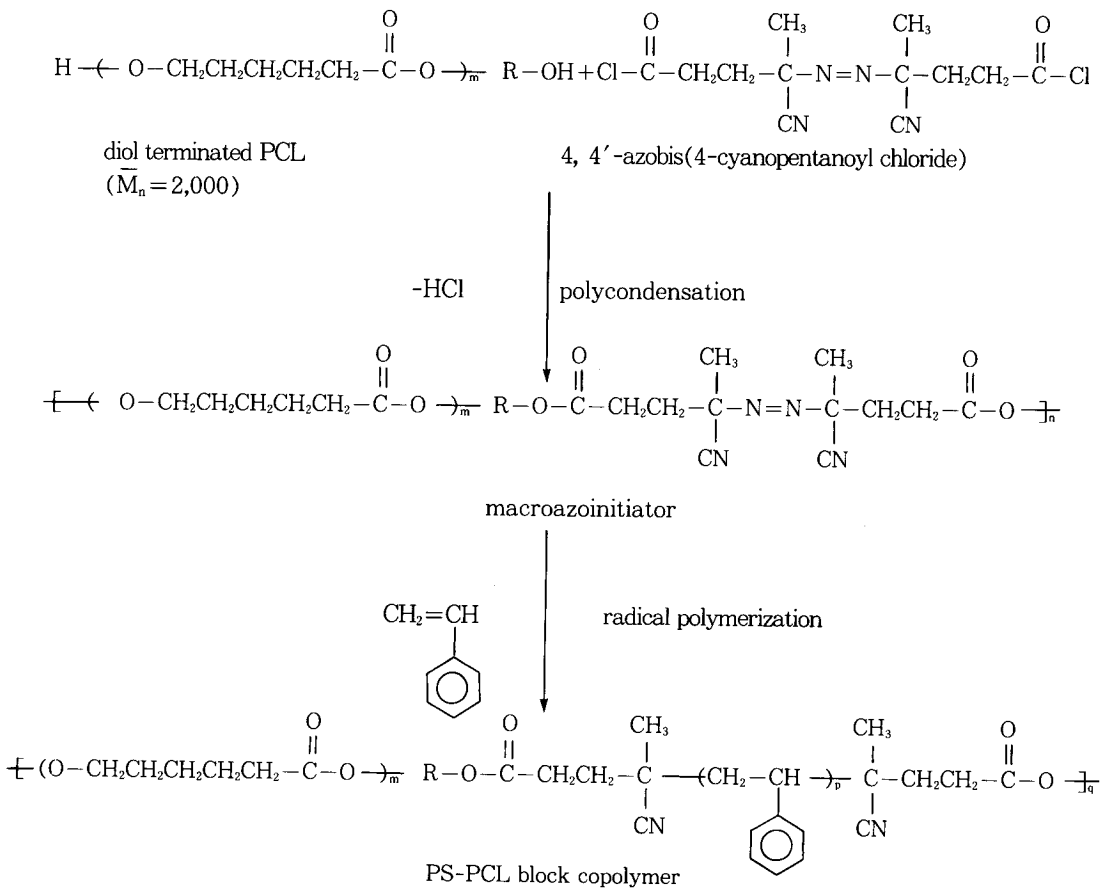 H-(-O-CH₂CH₂CH₂CH₂CH₂-C(=O)-O-)ₘ-R-OH+Cl-C(=O)-CH₂CH₂-C(CH₃)(CN)-N=N-C(CH₃)(CN)-CH₂CH₂-C(=O)-Cl
diol terminated PCL
(M̄ₙ=2,000)
4, 4′-azobis(4-cyanopentanoyl chloride)
-HCl
polycondensation
-[-(-O-CH₂CH₂CH₂CH₂CH₂-C(=O)-O-)ₘ-R-O-C(=O)-CH₂CH₂-C(CH₃)(CN)-N=N-C(CH₃)(CN)-CH₂CH₂-C(=O)-O-]ₙ
macroazoinitiator
CH₂=CH
radical polymerization
-[-(O-CH₂CH₂CH₂CH₂CH₂-C(=O)-O-)ₘ-R-O-C(=O)-CH₂CH₂-C(CH₃)(CN)-(CH₂-CH-)ₚ-C(CH₃)(CN)-CH₂CH₂-C(=O)-O-]q
PS-PCL block copolymer